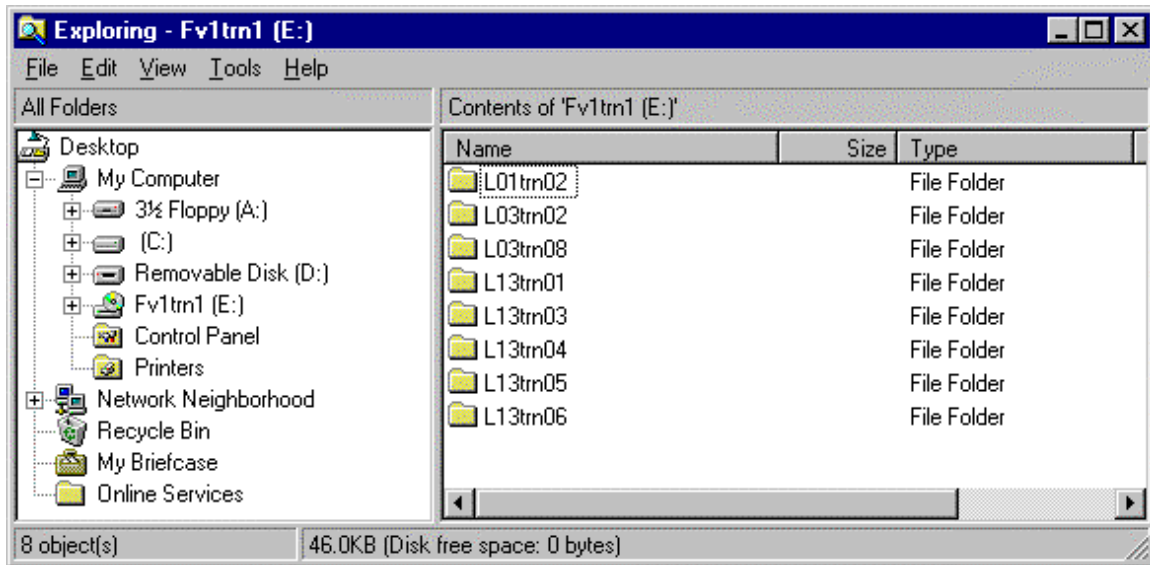 Exploring - Fv1trn1 (E:)
File Edit View Tools Help
All Folders
Contents of 'Fv1trn1 (E:)'
Desktop
My Computer
3½ Floppy (A:)
(C:)
Removable Disk (D:)
Fv1trn1 (E:)
Control Panel
Printers
Network Neighborhood
Recycle Bin
My Briefcase
Online Services
Name Size Type
L01trn02 File Folder
L03trn02 File Folder
L03trn08 File Folder
L13trn01 File Folder
L13trn03 File Folder
L13trn04 File Folder
L13trn05 File Folder
L13trn06 File Folder
8 object(s)
46.0KB (Disk free space: 0 bytes)